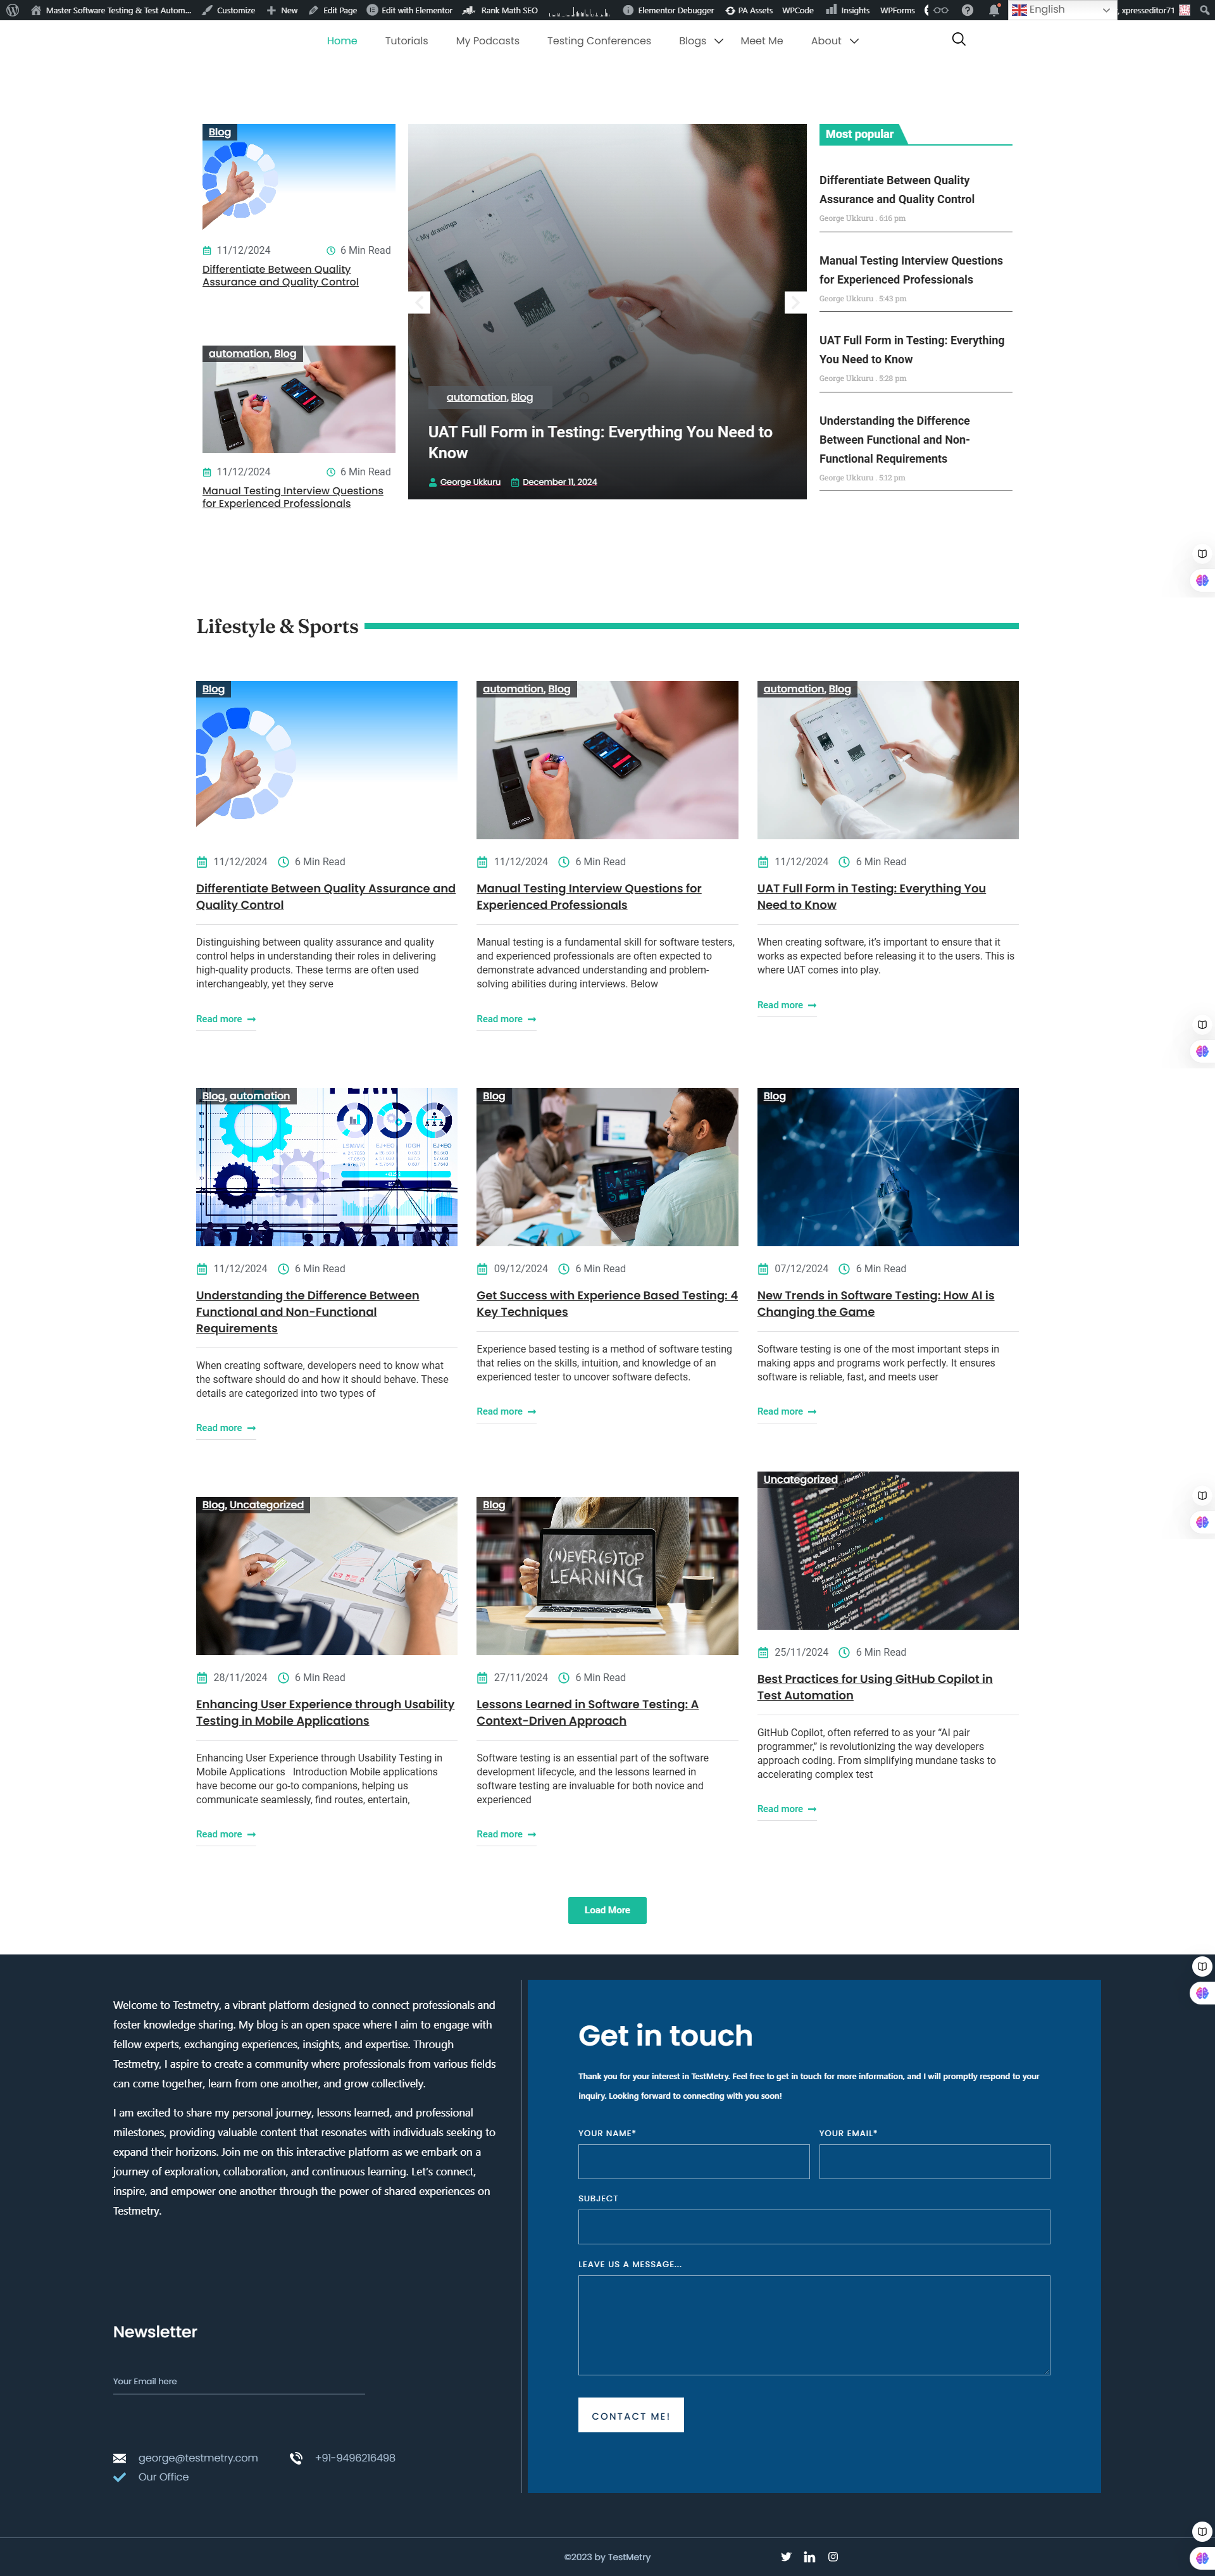 Master Software Testing & Test Autom...
Customize
New
Edit Page
Edit with Elementor
Rank Math SEO
Elementor Debugger
PA Assets
WPCode
Insights
WPForms
English
xpresseditor71
Home
Tutorials
My Podcasts
Testing Conferences
Blogs
Meet Me
About
Blog
11/12/2024
6 Min Read
Differentiate Between Quality
Assurance and Quality Control
automation, Blog
11/12/2024
6 Min Read
Manual Testing Interview Questions
for Experienced Professionals
My drawings
automation, Blog
UAT Full Form in Testing: Everything You Need to
Know
George Ukkuru
December 11, 2024
Most popular
Differentiate Between Quality
Assurance and Quality Control
George Ukkuru . 6:16 pm
Manual Testing Interview Questions
for Experienced Professionals
George Ukkuru . 5:43 pm
UAT Full Form in Testing: Everything
You Need to Know
George Ukkuru . 5:28 pm
Understanding the Difference
Between Functional and Non-
Functional Requirements
George Ukkuru . 5:12 pm
Lifestyle & Sports
Blog
11/12/2024
6 Min Read
Differentiate Between Quality Assurance and
Quality Control
Distinguishing between quality assurance and quality
control helps in understanding their roles in delivering
high-quality products. These terms are often used
interchangeably, yet they serve
Read more
automation, Blog
11/12/2024
6 Min Read
Manual Testing Interview Questions for
Experienced Professionals
Manual testing is a fundamental skill for software testers,
and experienced professionals are often expected to
demonstrate advanced understanding and problem-
solving abilities during interviews. Below
Read more
automation, Blog
11/12/2024
6 Min Read
UAT Full Form in Testing: Everything You
Need to Know
When creating software, it's important to ensure that it
works as expected before releasing it to the users. This is
where UAT comes into play.
Read more
Blog, automation
11/12/2024
6 Min Read
Understanding the Difference Between
Functional and Non-Functional
Requirements
When creating software, developers need to know what
the software should do and how it should behave. These
details are categorized into two types of
Read more
Blog
09/12/2024
6 Min Read
Get Success with Experience Based Testing: 4
Key Techniques
Experience based testing is a method of software testing
that relies on the skills, intuition, and knowledge of an
experienced tester to uncover software defects.
Read more
Blog
07/12/2024
6 Min Read
New Trends in Software Testing: How AI is
Changing the Game
Software testing is one of the most important steps in
making apps and programs work perfectly. It ensures
software is reliable, fast, and meets user
Read more
Blog, Uncategorized
28/11/2024
6 Min Read
Enhancing User Experience through Usability
Testing in Mobile Applications
Enhancing User Experience through Usability Testing in
Mobile Applications   Introduction Mobile applications
have become our go-to companions, helping us
communicate seamlessly, find routes, entertain,
Read more
Blog
(N)EVER(S)TOP
LEARNING
27/11/2024
6 Min Read
Lessons Learned in Software Testing: A
Context-Driven Approach
Software testing is an essential part of the software
development lifecycle, and the lessons learned in
software testing are invaluable for both novice and
experienced
Read more
Uncategorized
25/11/2024
6 Min Read
Best Practices for Using GitHub Copilot in
Test Automation
GitHub Copilot, often referred to as your “AI pair
programmer,” is revolutionizing the way developers
approach coding. From simplifying mundane tasks to
accelerating complex test
Read more
Load More
Welcome to Testmetry, a vibrant platform designed to connect professionals and
foster knowledge sharing. My blog is an open space where I aim to engage with
fellow experts, exchanging experiences, insights, and expertise. Through
Testmetry, I aspire to create a community where professionals from various fields
can come together, learn from one another, and grow collectively.
I am excited to share my personal journey, lessons learned, and professional
milestones, providing valuable content that resonates with individuals seeking to
expand their horizons. Join me on this interactive platform as we embark on a
journey of exploration, collaboration, and continuous learning. Let's connect,
inspire, and empower one another through the power of shared experiences on
Testmetry.
Newsletter
Your Email here
george@testmetry.com
+91-9496216498
Our Office
Get in touch
Thank you for your interest in TestMetry. Feel free to get in touch for more information, and I will promptly respond to your
inquiry. Looking forward to connecting with you soon!
YOUR NAME*
YOUR EMAIL*
SUBJECT
LEAVE US A MESSAGE...
CONTACT ME!
©2023 by TestMetry